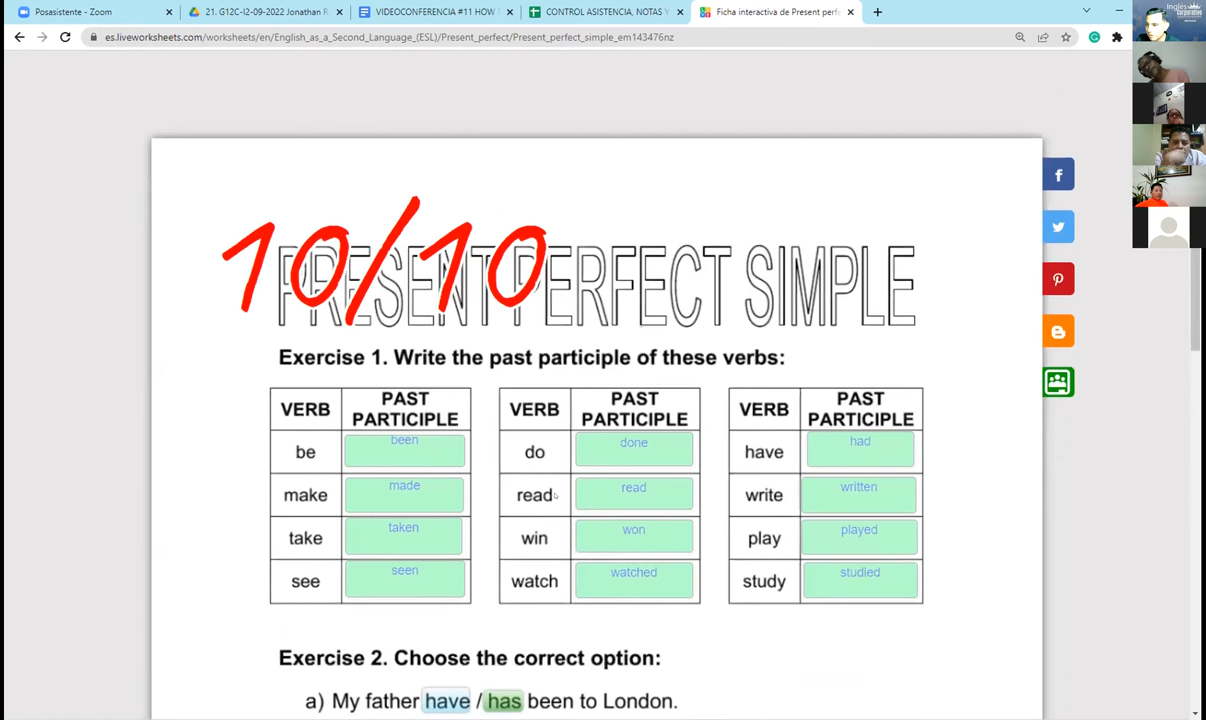 Posasistente - Zoom
21. G12C-I2-09-2022 Jonathan R
VIDEOCONFERENCIA #11 HOW
CONTROL ASISTENCIA, NOTAS Y
Ficha interactiva de Present perf
Inglés Corporativo
es.liveworksheets.com/worksheets/en/English_as_a_Second_Language_(ESL)/Present_perfect/Present_perfect_simple_em143476nz
10/10
PRESENT PERFECT SIMPLE
Exercise 1. Write the past participle of these verbs:
VERB PAST PARTICIPLE VERB PAST PARTICIPLE VERB PAST PARTICIPLE
be been do done have had
make made read read write written
take taken win won play played
see seen watch watched study studied
Exercise 2. Choose the correct option:
a) My father have / has been to London.